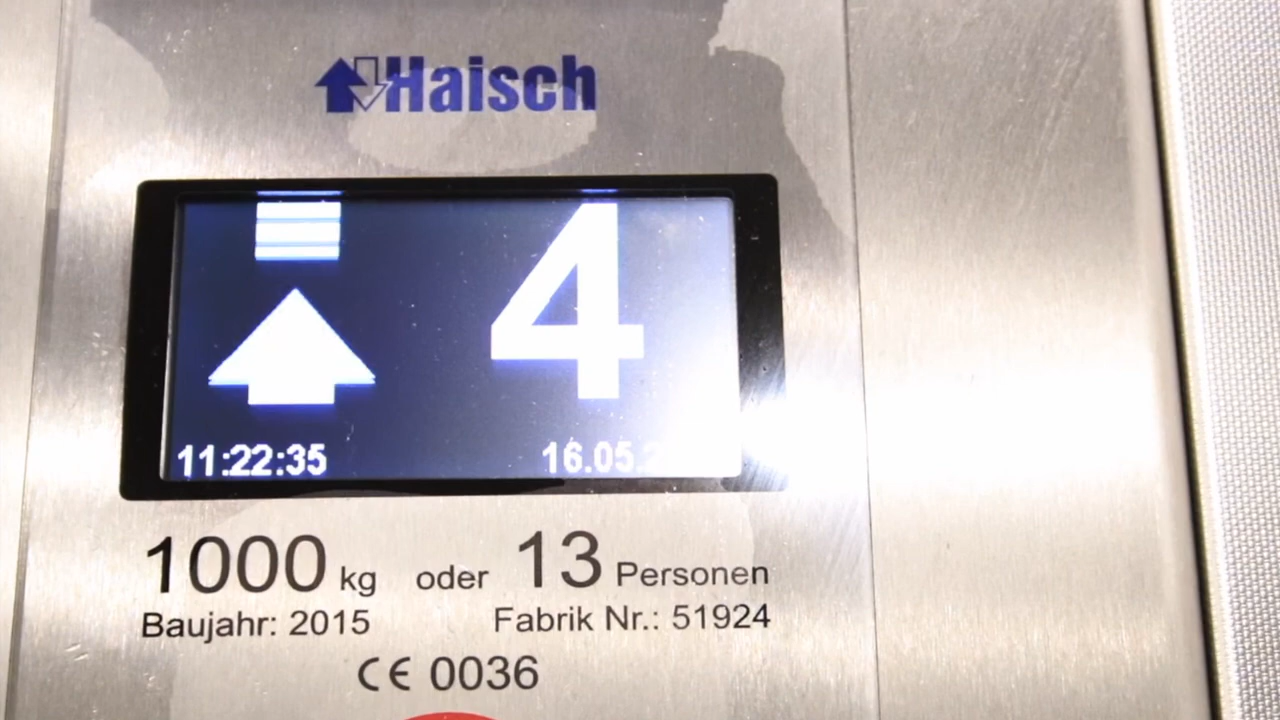 Haisch
4
11:22:35 16.05.2
1000 kg oder 13 Personen
Baujahr: 2015 Fabrik Nr.: 51924
CE 0036